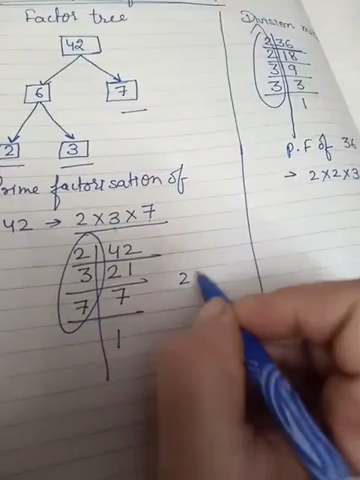 Factor tree
42
6 7
2 3
Prime factorisation of
42 → 2×3×7
2 42
3 21
7 7
1
2
Division
2 36
2 18
3 9
3 3
1
P.F of 36
→ 2×2×3